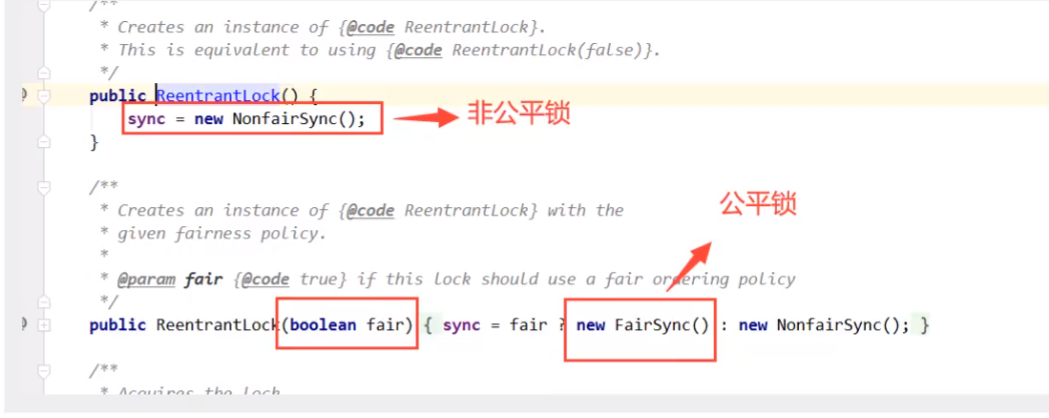 /**
* Creates an instance of {@code ReentrantLock}.
* This is equivalent to using {@code ReentrantLock(false)}.
*/
public ReentrantLock() {
sync = new NonfairSync();
非公平锁
}
/**
* Creates an instance of {@code ReentrantLock} with the
公平锁
* given fairness policy.
*
* @param fair {@code true} if this lock should use a fair ordering policy
*/
public ReentrantLock(boolean fair) { sync = fair ? new FairSync() : new NonfairSync(); }
/**
* Acquires the lock